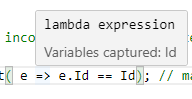 lambda expression
inco
Variables captured: Id
t( e => e.Id == Id); // ma